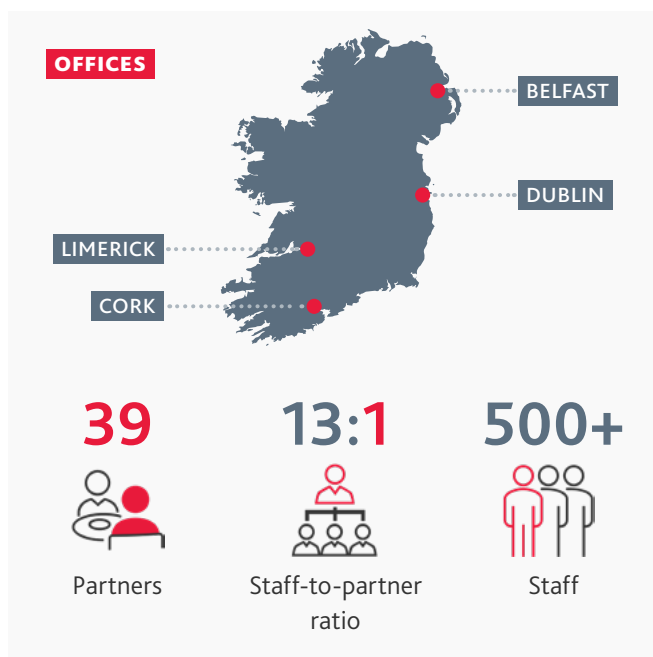 OFFICES
BELFAST
DUBLIN
LIMERICK
CORK
39
13:1
500+
Partners
Staff-to-partner
ratio
Staff